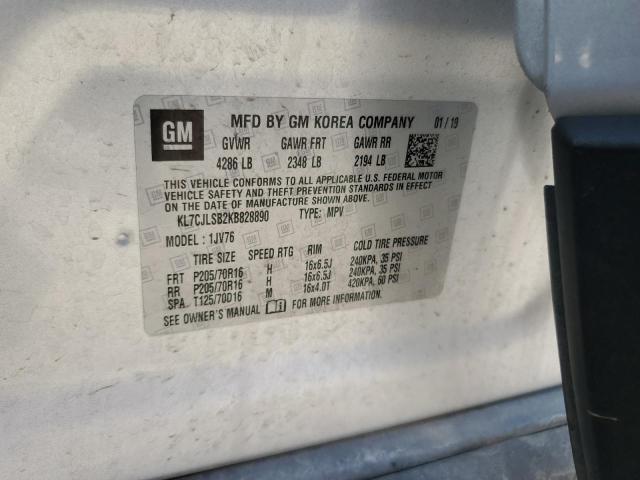 GM
MFD BY GM KOREA COMPANY 01/19
GVWR GAWR FRT GAWR RR
4286 LB 2348 LB 2194 LB
THIS VEHICLE CONFORMS TO ALL APPLICABLE U.S. FEDERAL MOTOR
VEHICLE SAFETY AND THEFT PREVENTION STANDARDS IN EFFECT
ON THE DATE OF MANUFACTURE SHOWN ABOVE.
KL7CJLSB2KB828890 TYPE: MPV
MODEL: 1JV76
TIRE SIZE SPEED RTG RIM COLD TIRE PRESSURE
FRT P205/70R16 H 16x6.5J 240KPA, 35 PSI
RR P205/70R16 H 16x6.5J 240KPA, 35 PSI
SPA T125/70D16 M 16x4.0T 420KPA, 60 PSI
SEE OWNER'S MANUAL FOR MORE INFORMATION.